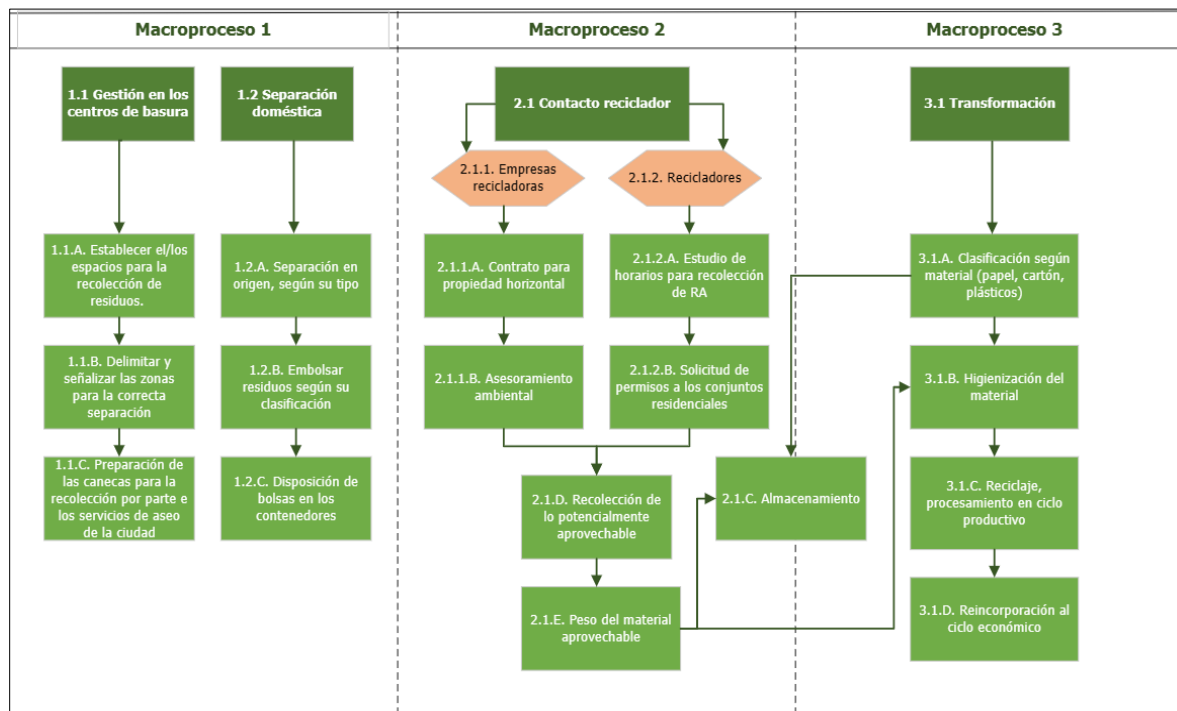 Macroproceso 1
Macroproceso 2
Macroproceso 3
1.1 Gestión en los
centros de basura
1.2 Separación
doméstica
2.1 Contacto reciclador
3.1 Transformación
2.1.1. Empresas
recicladoras
2.1.2. Recicladores
1.1.A. Establecer el/los
espacios para la
recolección de
residuos.
1.2.A. Separación en
origen, según su tipo
2.1.1.A. Contrato para
propiedad horizontal
2.1.2.A. Estudio de
horarios para recolección
de RA
3.1.A. Clasificación según
material (papel, cartón,
plásticos)
1.1.B. Delimitar y
señalizar las zonas
para la correcta
separación
1.2.B. Embolsar
residuos según su
clasificación
2.1.1.B. Asesoramiento
ambiental
2.1.2.B. Solicitud de
permisos a los conjuntos
residenciales
3.1.B. Higienización del
material
1.1.C. Preparación de
las canecas para la
recolección por parte e
los servicios de aseo
de la ciudad
1.2.C. Disposición de
bolsas en los
contenedores
2.1.D. Recolección de
lo potencialmente
aprovechable
2.1.C. Almacenamiento
3.1.C. Reciclaje,
procesamiento en ciclo
productivo
2.1.E. Peso del material
aprovechable
3.1.D. Reincorporación al
ciclo económico